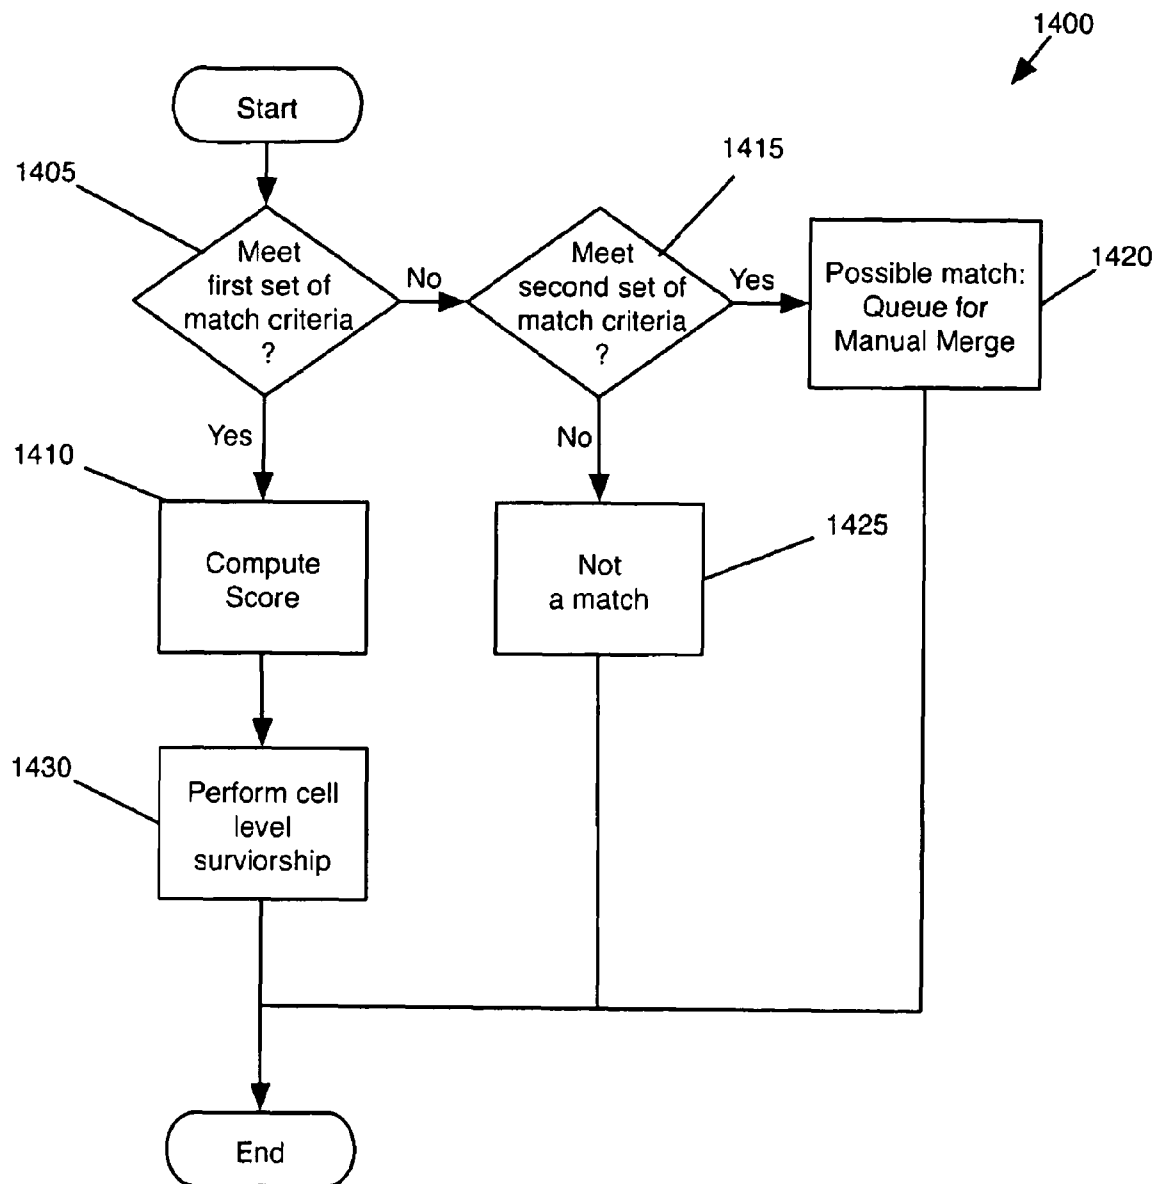 1400
Start
1405
Meet
first set of
match criteria
?
No
1415
Meet
second set of
match criteria
?
Yes
Possible match:
Queue for
Manual Merge
1420
Yes
No
1410
Compute
Score
Not
a match
1425
1430
Perform cell
level
surviorship
End